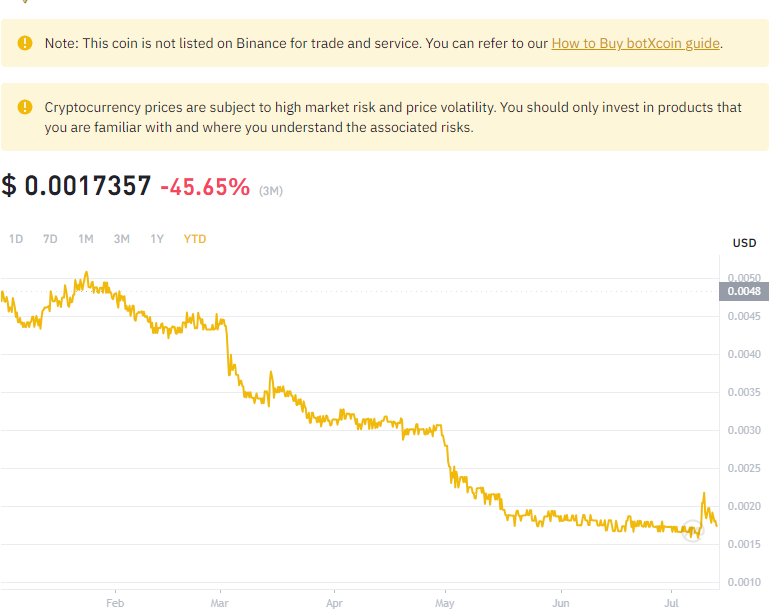 Note: This coin is not listed on Binance for trade and service. You can refer to our How to Buy botXcoin guide.
Cryptocurrency prices are subject to high market risk and price volatility. You should only invest in products that
you are familiar with and where you understand the associated risks.
$ 0.0017357 -45.65% (3M)
1D 7D 1M 3M 1Y YTD
USD
0.0050
0.0048
0.0045
0.0040
0.0035
0.0030
0.0025
0.0020
0.0015
0.0010
Feb Mar Apr May Jun Jul